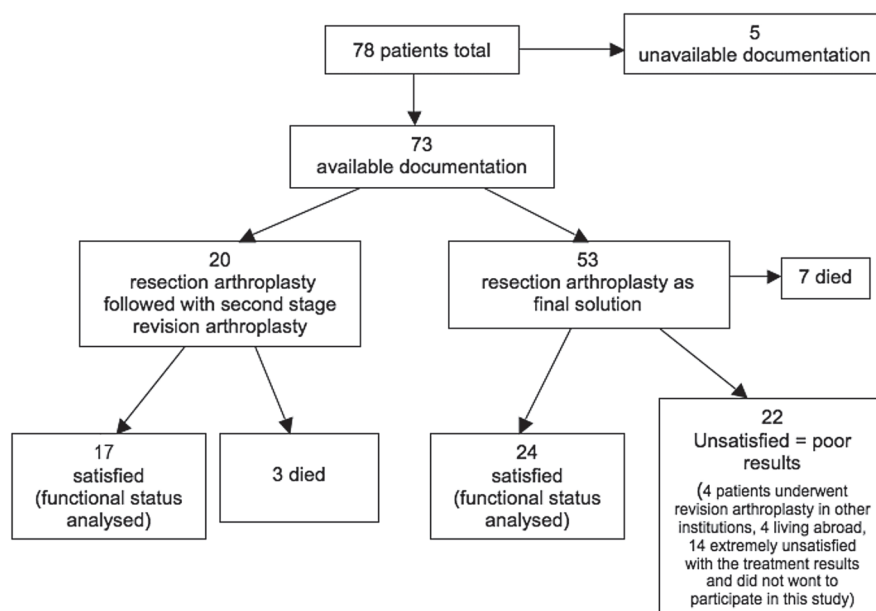 78 patients total
5
unavailable documentation
73
available documentation
20
resection arthroplasty
followed with second stage
revision arthroplasty
53
resection arthroplasty as
final solution
7 died
17
satisfied
(functional status
analysed)
3 died
24
satisfied
(functional status
analysed)
22
Unsatisfied = poor
results
(4 patients underwent
revision arthroplasty in other
institutions, 4 living abroad,
14 extremely unsatisfied
with the treatment results
and did not wont to
participate in this study)